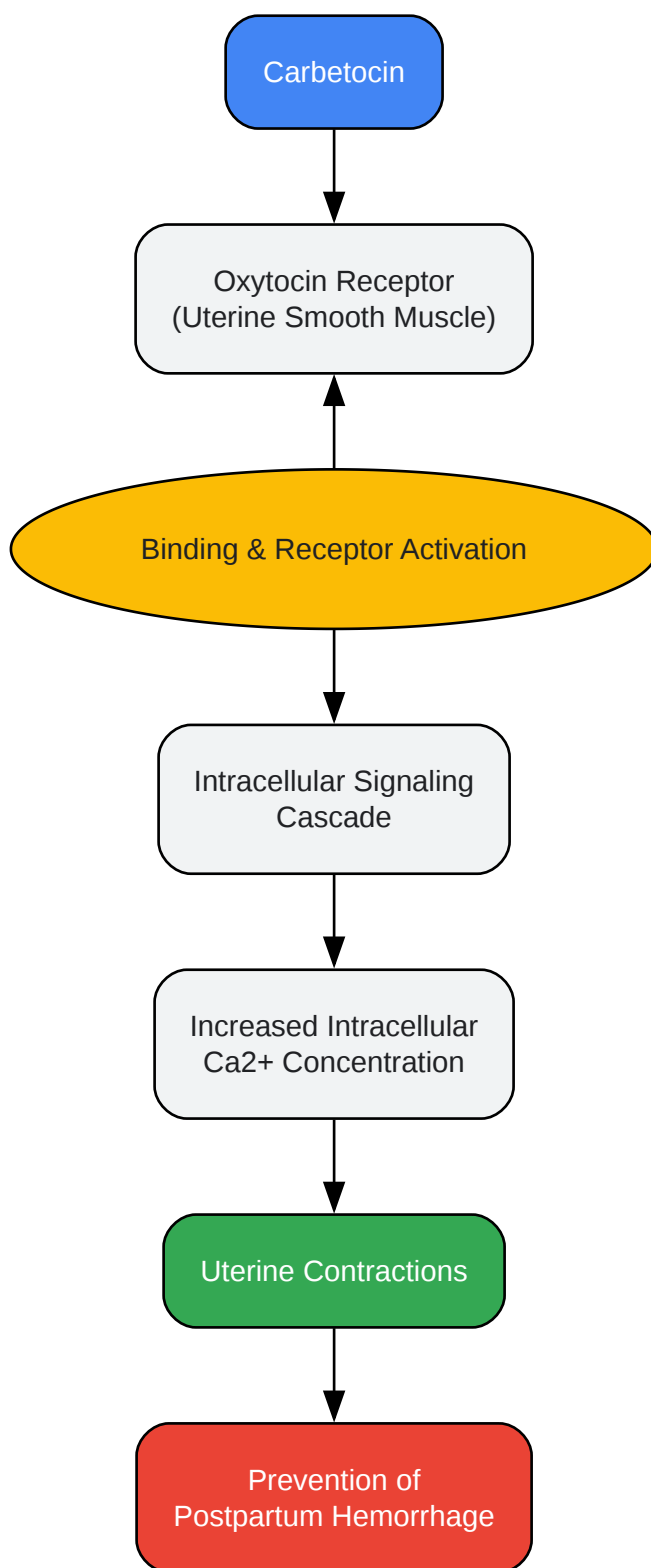 Carbetocin
Oxytocin Receptor
(Uterine Smooth Muscle)
Binding & Receptor Activation
Intracellular Signaling
Cascade
Increased Intracellular
Ca2+ Concentration
Uterine Contractions
Prevention of
Postpartum Hemorrhage